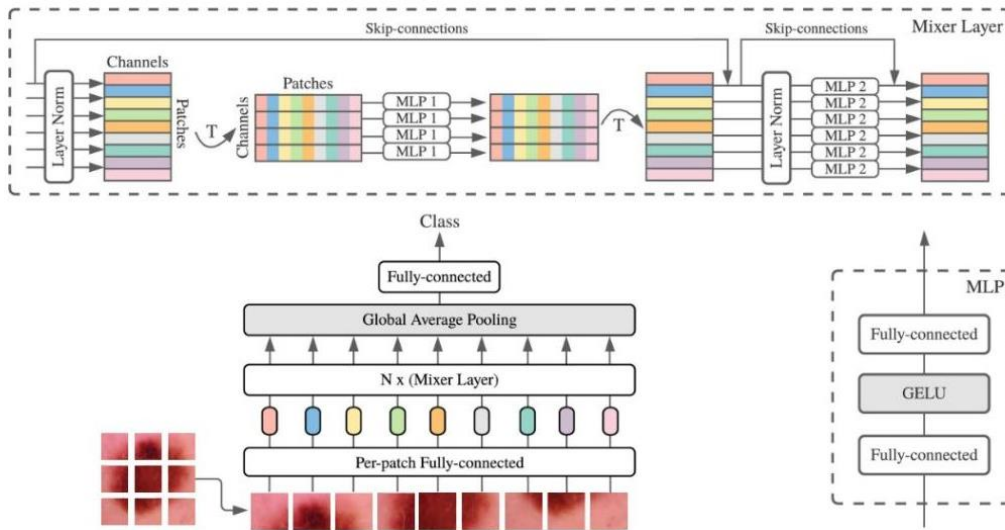 Skip-connections
Skip-connections
Mixer Layer
Channels
Layer Norm
Patches
T
Patches
Channels
MLP 1
MLP 1
MLP 1
MLP 1
T
Layer Norm
MLP 2
MLP 2
MLP 2
MLP 2
MLP 2
MLP 2
Class
Fully-connected
Global Average Pooling
N x (Mixer Layer)
Per-patch Fully-connected
MLP
Fully-connected
GELU
Fully-connected